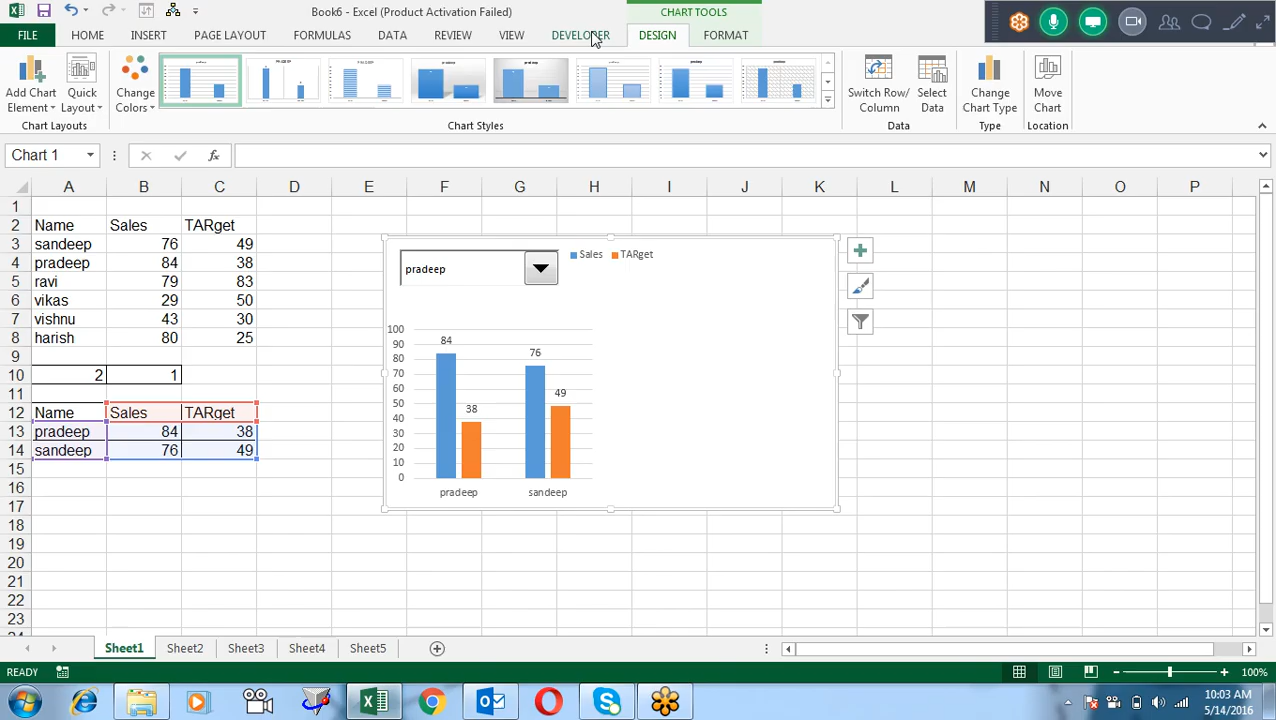 Book6 - Excel (Product Activation Failed)
CHART TOOLS
FILE HOME INSERT PAGE LAYOUT FORMULAS DATA REVIEW VIEW DEVELOPER DESIGN FORMAT
Add Chart Element
Quick Layout
Change Colors
Switch Row/ Column
Select Data
Change Chart Type
Move Chart
Chart Layouts
Chart Styles
Data
Type
Location
Chart 1
fx
A B C D E F G H I J K L M N O P
1
2 Name Sales TARget
3 sandeep 76 49
4 pradeep 84 38
5 ravi 79 83
6 vikas 29 50
7 vishnu 43 30
8 harish 80 25
9
10 2 1
11
12 Name Sales TARget
13 pradeep 84 38
14 sandeep 76 49
15
16
17
18
19
20
21
22
23
pradeep
Sales TARget
100
90
80
70
60
50
40
30
20
10
0
84
38
76
49
pradeep sandeep
Sheet1 Sheet2 Sheet3 Sheet4 Sheet5
READY
100%
10:03 AM
5/14/2016